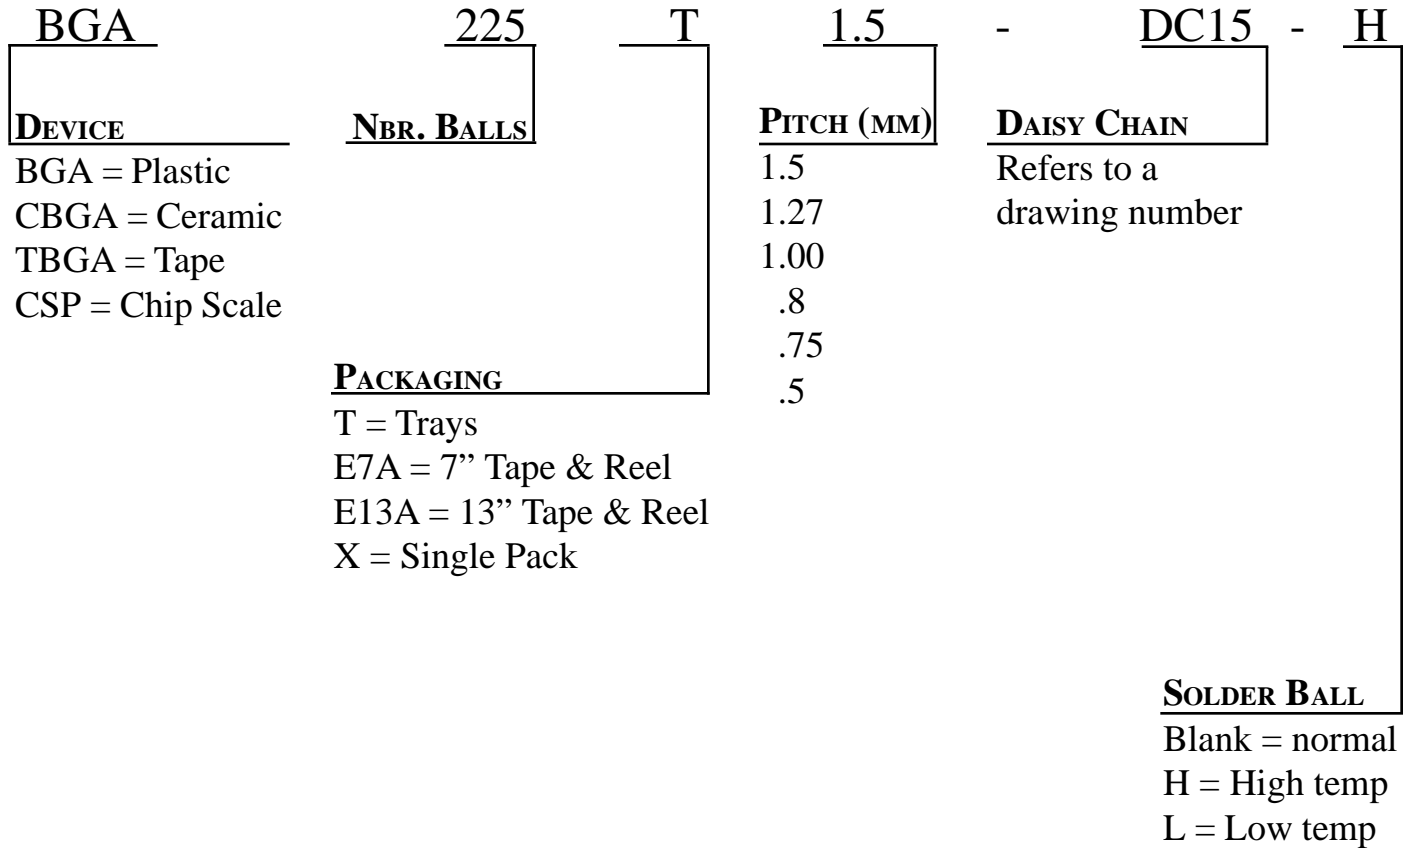 BGA 225 T 1.5 - DC15 - H
DEVICE
BGA = Plastic
CBGA = Ceramic
TBGA = Tape
CSP = Chip Scale
NBR. BALLS
PACKAGING
T = Trays
E7A = 7” Tape & Reel
E13A = 13” Tape & Reel
X = Single Pack
PITCH (MM)
1.5
1.27
1.00
.8
.75
.5
DAISY CHAIN
Refers to a
drawing number
SOLDER BALL
Blank = normal
H = High temp
L = Low temp